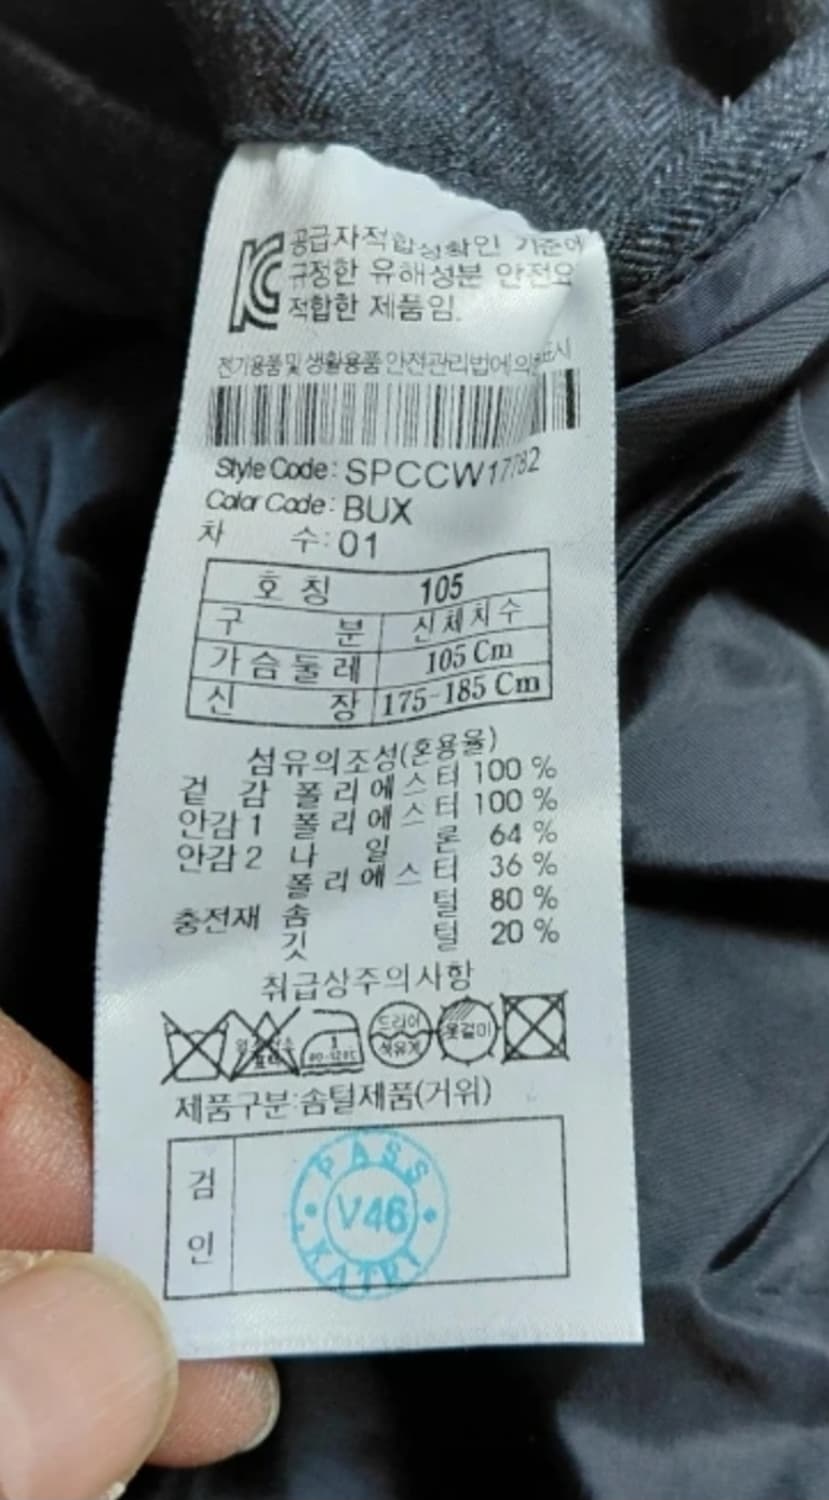 KC 공급자적합성확인 기준에
규정한 유해성분 안전요
적합한 제품임.
전기용품 및 생활용품 안전관리법에 의한 표시
Style Code: SPCCW17782
Color Code: BUX
차 수: 01
호 칭 105
구 분 신체치수
가슴둘레 105 Cm
신 장 175-185 Cm
섬유의조성(혼용율)
겉 감 폴리에스터 100 %
안감1 폴리에스터 100 %
안감2 나 일 론 64 %
폴리에스터 36 %
충전재 솜 털 80 %
깃 털 20 %
취급상주의사항
드라이 옷걸이
석유계
제품구분:솜털제품(거위)
검
인
PASS
V46
KATRI